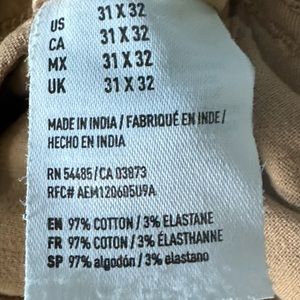 US 31 X 32
CA 31 X 32
MX 31 X 32
UK 31 X 32
MADE IN INDIA / FABRIQUÉ EN INDE /
HECHO EN INDIA
RN 54485 / CA 03873
RFC# AEM120605U9A
EN 97% COTTON / 3% ELASTANE
FR 97% COTON / 3% ÉLASTHANNE
SP 97% algodón / 3% elastano